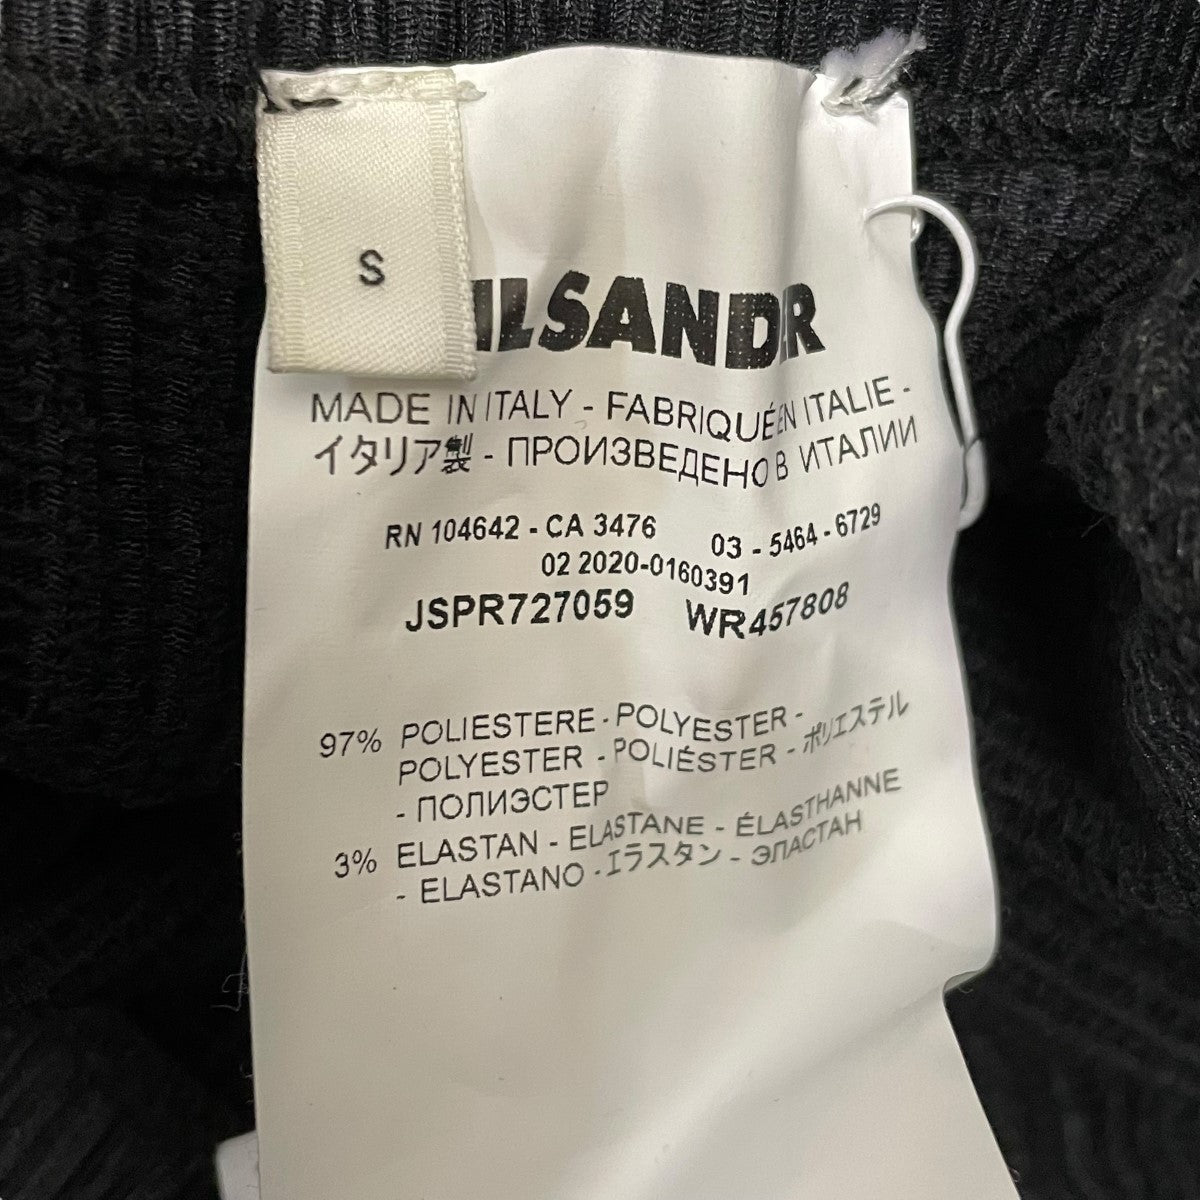 S
JILSANDER
MADE IN ITALY - FABRIQUÉ EN ITALIE -
イタリア製 - ПРОИЗВЕДЕНО В ИТАЛИИ
RN 104642 - CA 3476 03 - 5464 - 6729
02 2020-0160391
JSPR727059 WR457808
97% POLIESTERE - POLYESTER -
POLYESTER - POLIÉSTER - ポリエステル
- ПОЛИЭСТЕР
3% ELASTAN - ELASTANE - ÉLASTHANNE
- ELASTANO - エラスタン - ЭЛАСТАН